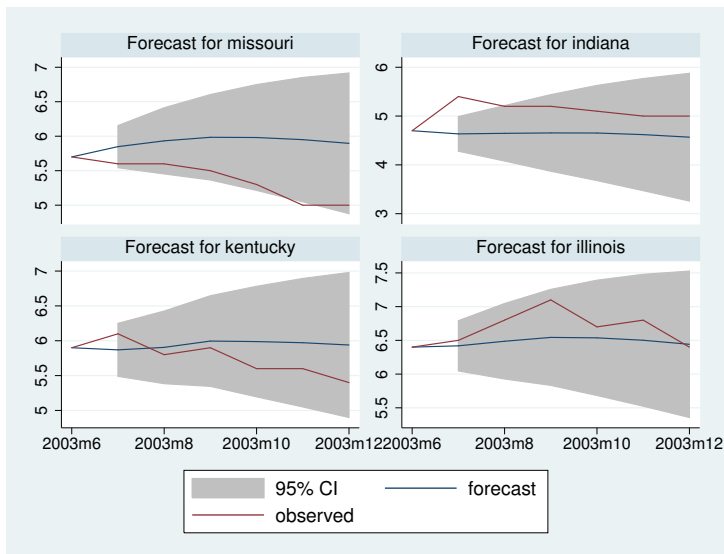 Forecast for missouri
7
6.5
6
5.5
5
Forecast for indiana
6
5
4
3
Forecast for kentucky
7
6.5
6
5.5
5
2003m6 2003m8 2003m10 2003m12
Forecast for illinois
7.5
7
6.5
6
5.5
2003m6 2003m8 2003m10 2003m12
95% CI forecast
observed